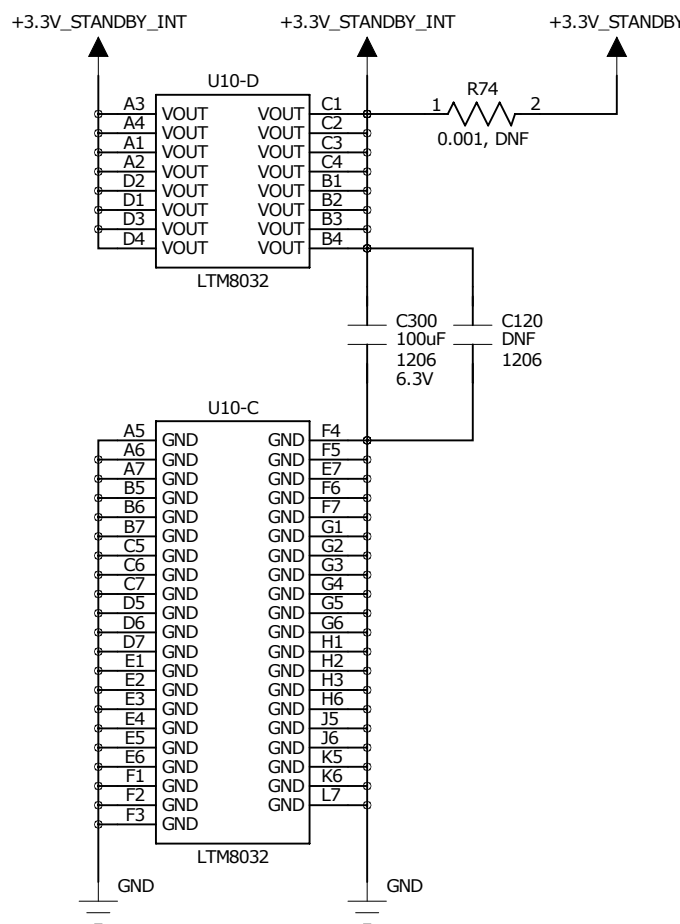 +3.3V_STANDBY_INT +3.3V_STANDBY_INT +3.3V_STANDBY
U10-D
R74
A3 VOUT VOUT C1 1 2
A4 VOUT VOUT C2
0.001, DNF
A1 VOUT VOUT C3
A2 VOUT VOUT C4
D2 VOUT VOUT B1
D1 VOUT VOUT B2
D3 VOUT VOUT B3
D4 VOUT VOUT B4
LTM8032
C300 C120
100uF DNF
1206 1206
6.3V
U10-C
A5 GND GND F4
A6 GND GND F5
A7 GND GND E7
B5 GND GND F6
B6 GND GND F7
B7 GND GND G1
C5 GND GND G2
C6 GND GND G3
C7 GND GND G4
D5 GND GND G5
D6 GND GND G6
D7 GND GND H1
E1 GND GND H2
E2 GND GND H3
E3 GND GND H6
E4 GND GND J5
E5 GND GND J6
E6 GND GND K5
F1 GND GND K6
F2 GND GND L7
F3 GND
LTM8032
GND GND